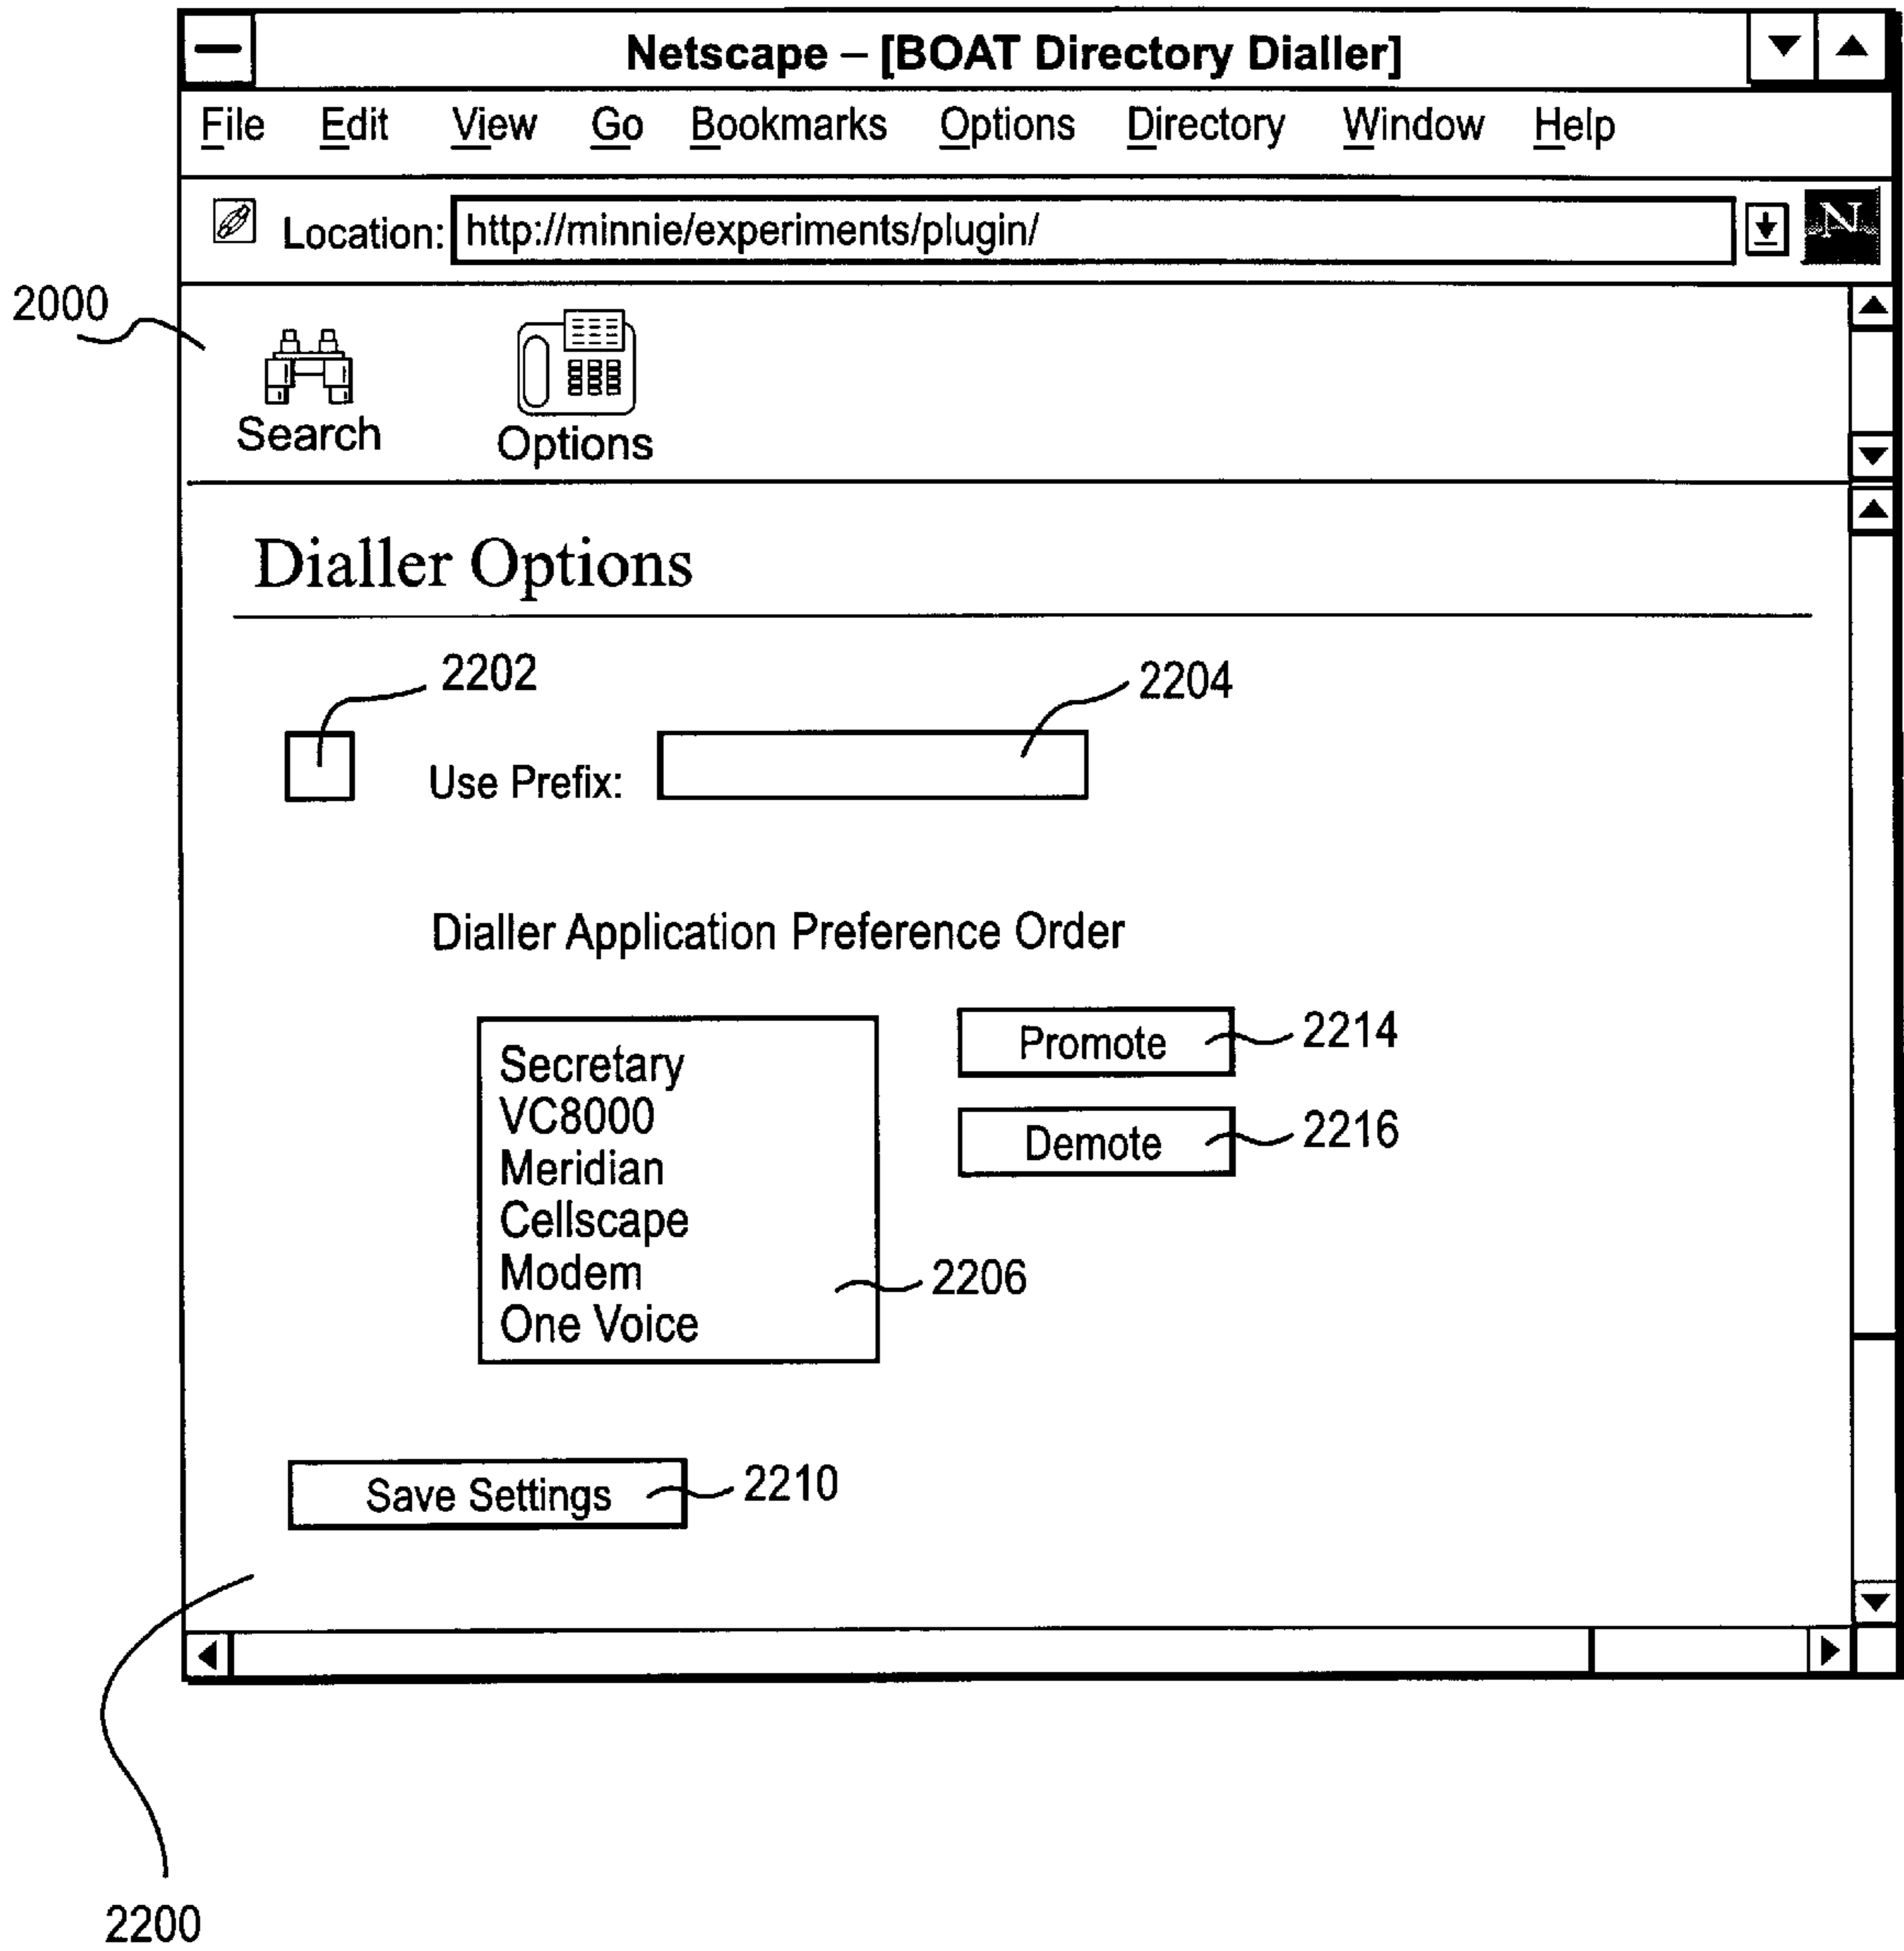 Netscape – [BOAT Directory Dialler]
File Edit View Go Bookmarks Options Directory Window Help
Location: http://minnie/experiments/plugin/
N
2000
Search Options
Dialler Options
2202
2204
Use Prefix:
Dialler Application Preference Order
Secretary
VC8000
Meridian
Cellscape
Modem
One Voice
Promote 2214
Demote 2216
2206
Save Settings 2210
2200